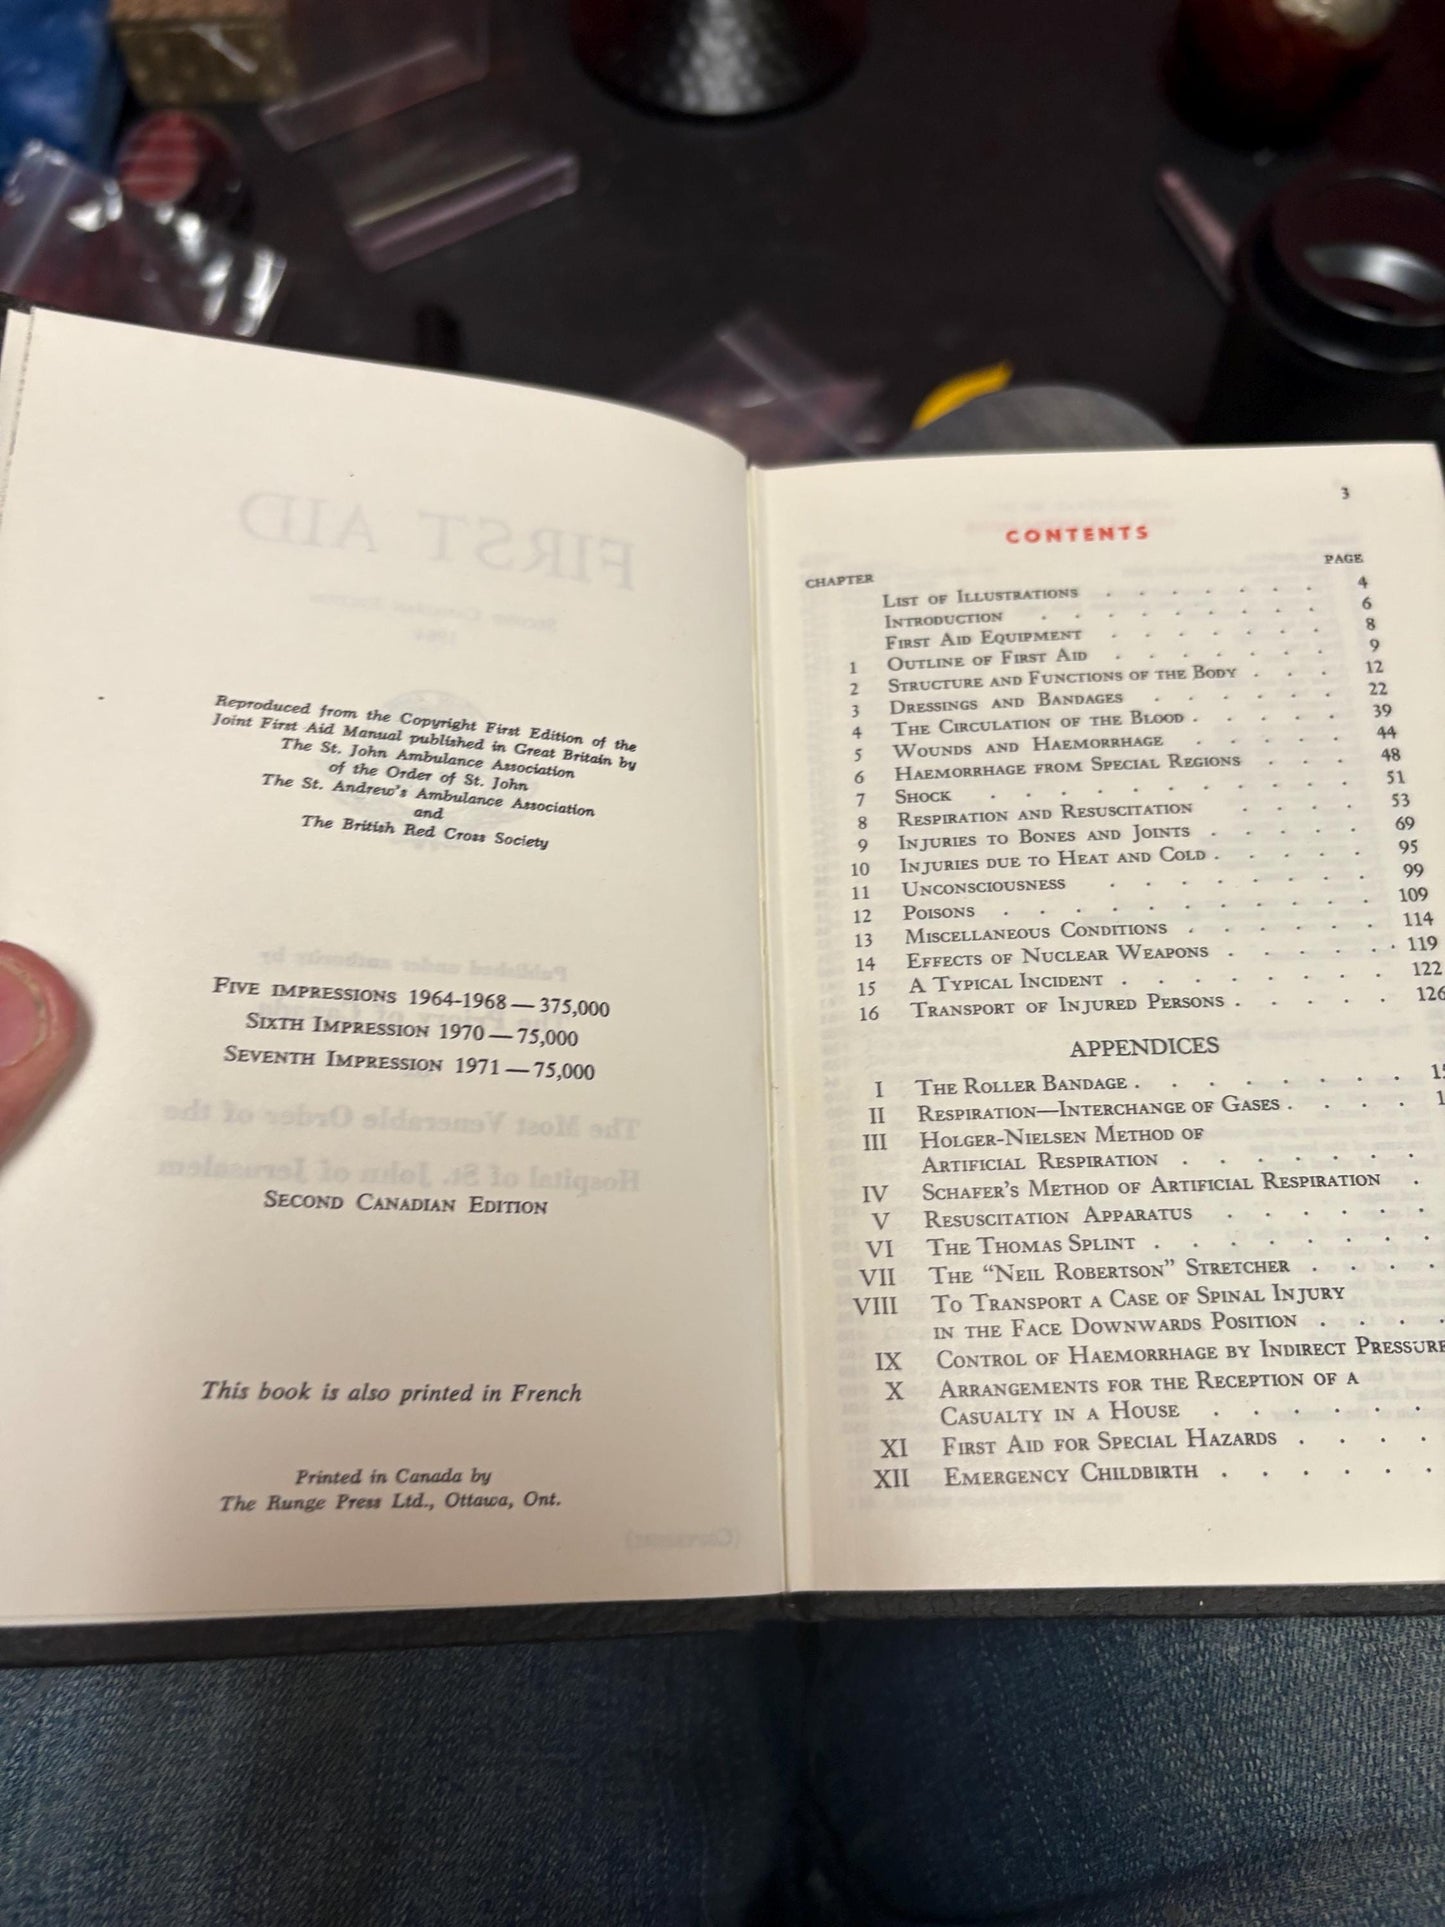 Reproduced from the Copyright First Edition of the
Joint First Aid Manual published in Great Britain by
The St. John Ambulance Association
of the Order of St. John
The St. Andrew's Ambulance Association
and
The British Red Cross Society
FIVE IMPRESSIONS 1964-1968 — 375,000
SIXTH IMPRESSION 1970 — 75,000
SEVENTH IMPRESSION 1971 — 75,000
SECOND CANADIAN EDITION
This book is also printed in French
Printed in Canada by
The Runge Press Ltd., Ottawa, Ont.
3
CONTENTS
CHAPTER PAGE
LIST OF ILLUSTRATIONS . . . . . . 4
INTRODUCTION . . . . . . . 6
FIRST AID EQUIPMENT . . . . . . 8
1 OUTLINE OF FIRST AID . . . . . . 9
2 STRUCTURE AND FUNCTIONS OF THE BODY . . . 12
3 DRESSINGS AND BANDAGES . . . . . 22
4 THE CIRCULATION OF THE BLOOD . . . . . 39
5 WOUNDS AND HAEMORRHAGE . . . . . 44
6 HAEMORRHAGE FROM SPECIAL REGIONS . . . 48
7 SHOCK . . . . . . . . . 51
8 RESPIRATION AND RESUSCITATION . . . . 53
9 INJURIES TO BONES AND JOINTS . . . . 69
10 INJURIES DUE TO HEAT AND COLD . . . . . 95
11 UNCONSCIOUSNESS . . . . . . . 99
12 POISONS . . . . . . . . . . 109
13 MISCELLANEOUS CONDITIONS . . . . . . 114
14 EFFECTS OF NUCLEAR WEAPONS . . . . . . 119
15 A TYPICAL INCIDENT . . . . . . . 122
16 TRANSPORT OF INJURED PERSONS . . . . . 126
APPENDICES
I THE ROLLER BANDAGE . . . . . . . .
II RESPIRATION—INTERCHANGE OF GASES . . . .
III HOLGER-NIELSEN METHOD OF
ARTIFICIAL RESPIRATION . . . . . . .
IV SCHAFER'S METHOD OF ARTIFICIAL RESPIRATION .
V RESUSCITATION APPARATUS . . . . . .
VI THE THOMAS SPLINT . . . . . . . .
VII THE "NEIL ROBERTSON" STRETCHER . . . .
VIII TO TRANSPORT A CASE OF SPINAL INJURY
IN THE FACE DOWNWARDS POSITION . . . .
IX CONTROL OF HAEMORRHAGE BY INDIRECT PRESSURE
X ARRANGEMENTS FOR THE RECEPTION OF A
CASUALTY IN A HOUSE . . . . . .
XI FIRST AID FOR SPECIAL HAZARDS . . . .
XII EMERGENCY CHILDBIRTH . . . . . .